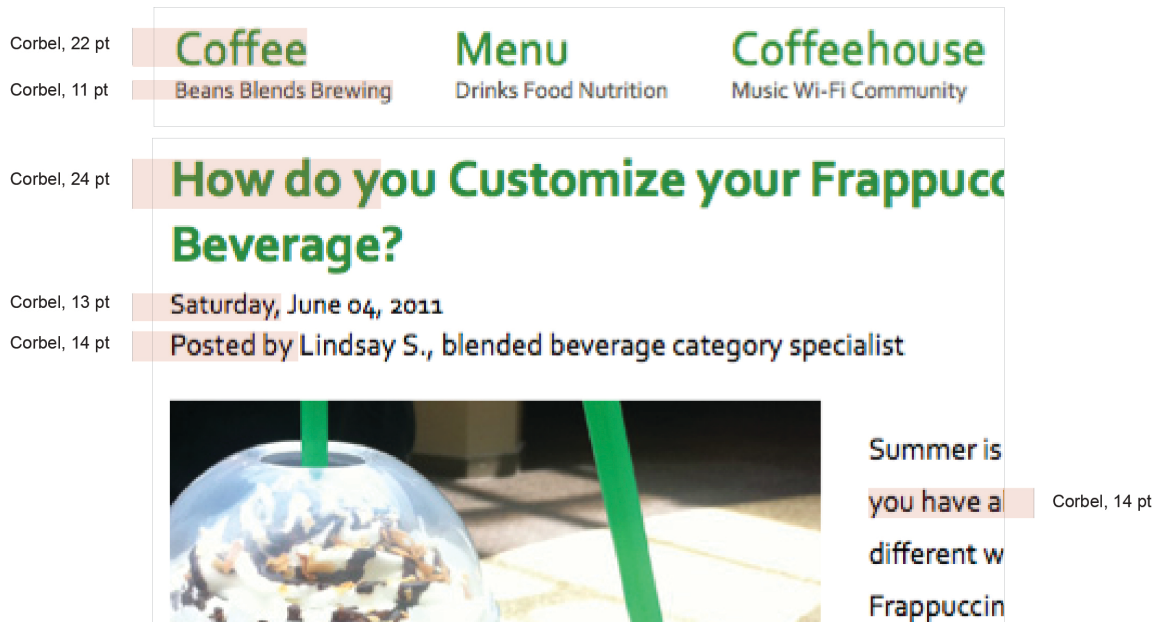 Corbel, 22 pt
Coffee Menu Coffeehouse
Corbel, 11 pt
Beans Blends Brewing Drinks Food Nutrition Music Wi-Fi Community
Corbel, 24 pt
How do you Customize your Frappucc
Beverage?
Corbel, 13 pt
Saturday, June 04, 2011
Corbel, 14 pt
Posted by Lindsay S., blended beverage category specialist
Summer is
you have a
Corbel, 14 pt
different w
Frappuccin